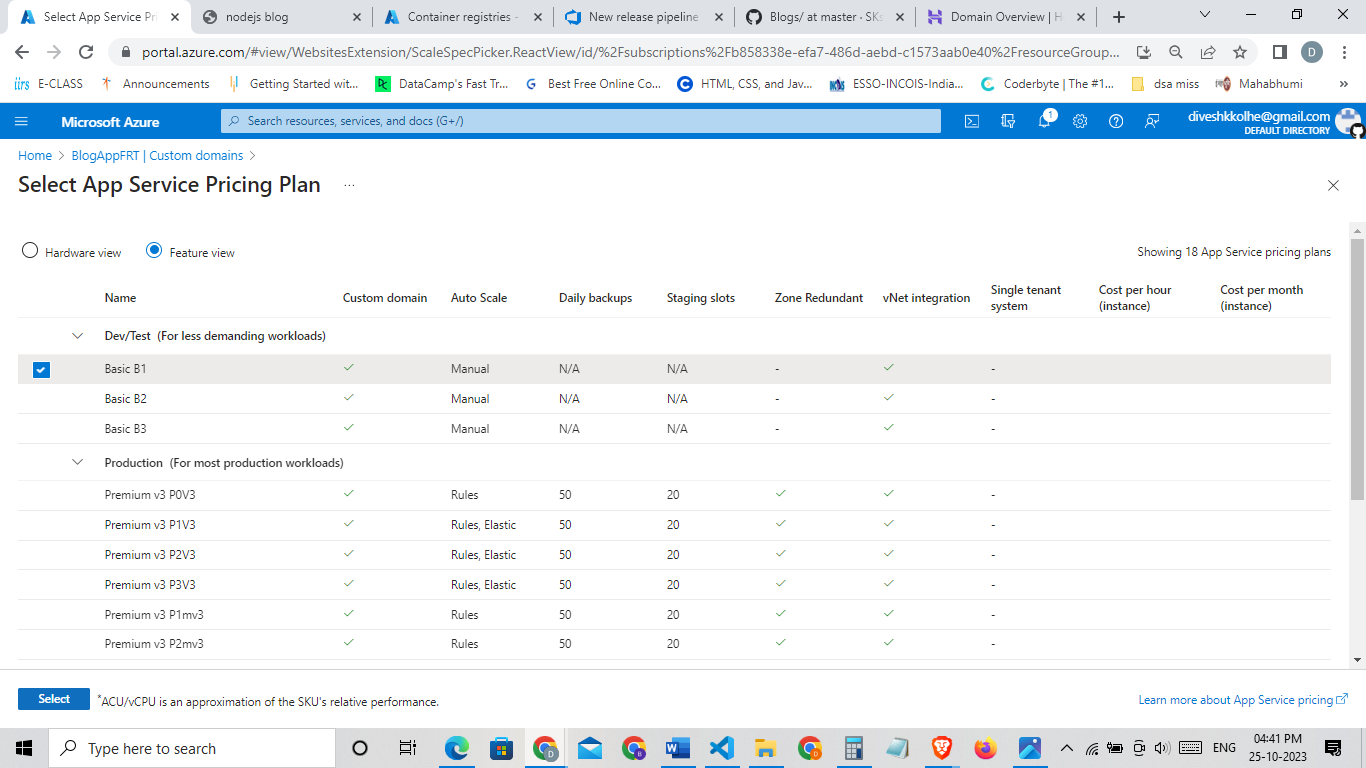 Select App Service Pr
nodejs blog
Container registries -
New release pipeline
Blogs/ at master · SKs
Domain Overview | H
portal.azure.com/#view/WebsitesExtension/ScaleSpecPicker.ReactView/id/%2Fsubscriptions%2Fb858338e-efa7-486d-aebd-c1573aab0e40%2FresourceGroup...
D
iirs E-CLASS
Announcements
Getting Started wit...
DataCamp's Fast Tr...
Best Free Online Co...
HTML, CSS, and Jav...
ESSO-INCOIS-India...
Coderbyte | The #1...
dsa miss
Mahabhumi
»
Microsoft Azure
Search resources, services, and docs (G+/)
1
diveshkkolhe@gmail.com
DEFAULT DIRECTORY
Home > BlogAppFRT | Custom domains >
Select App Service Pricing Plan ...
Hardware view Feature view
Showing 18 App Service pricing plans
Name Custom domain Auto Scale Daily backups Staging slots Zone Redundant vNet integration Single tenant system Cost per hour (instance) Cost per month (instance)
Dev/Test (For less demanding workloads)
Basic B1 ✓ Manual N/A N/A - ✓ -
Basic B2 ✓ Manual N/A N/A - ✓ -
Basic B3 ✓ Manual N/A N/A - ✓ -
Production (For most production workloads)
Premium v3 P0V3 ✓ Rules 50 20 ✓ ✓ -
Premium v3 P1V3 ✓ Rules, Elastic 50 20 ✓ ✓ -
Premium v3 P2V3 ✓ Rules, Elastic 50 20 ✓ ✓ -
Premium v3 P3V3 ✓ Rules, Elastic 50 20 ✓ ✓ -
Premium v3 P1mv3 ✓ Rules 50 20 ✓ ✓ -
Premium v3 P2mv3 ✓ Rules 50 20 ✓ ✓ -
Select
*ACU/vCPU is an approximation of the SKU's relative performance.
Learn more about App Service pricing
Type here to search
ENG
04:41 PM
25-10-2023